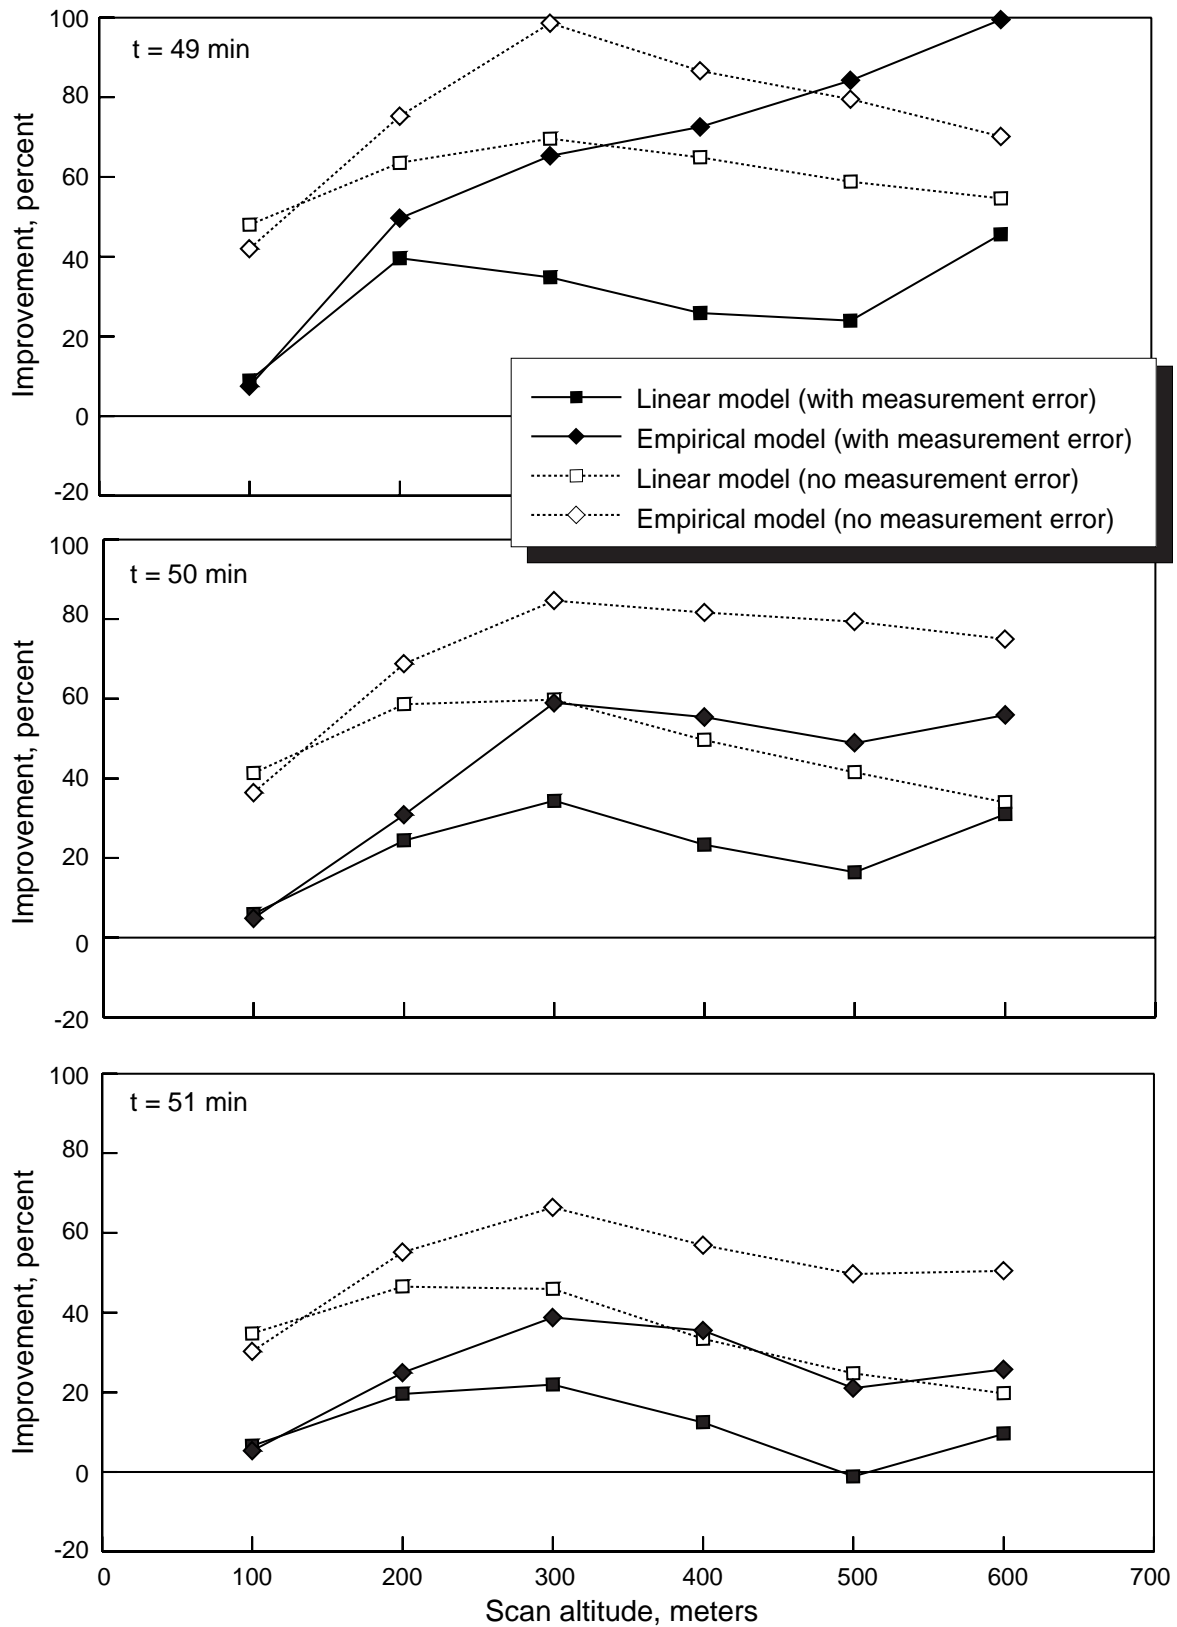 100
t = 49 min
80
60
40
20
0
-20
Improvement, percent
Linear model (with measurement error)
Empirical model (with measurement error)
Linear model (no measurement error)
Empirical model (no measurement error)
100
t = 50 min
80
60
40
20
0
-20
Improvement, percent
100
t = 51 min
80
60
40
20
0
-20
Improvement, percent
0 100 200 300 400 500 600 700
Scan altitude, meters